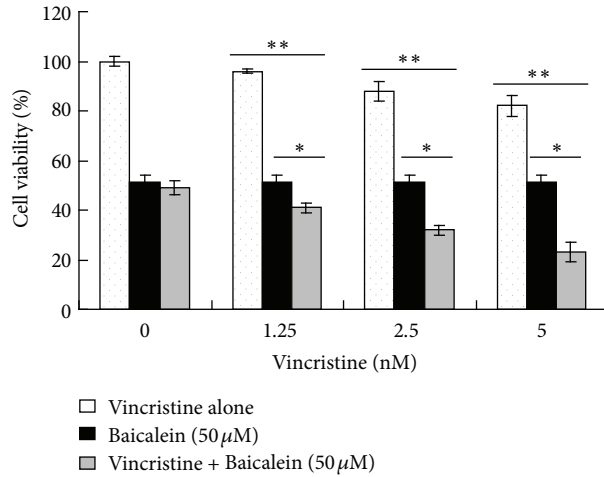 120
100
80
60
40
20
0
Cell viability (%)
**
**
**
*
*
*
0 1.25 2.5 5
Vincristine (nM)
Vincristine alone
Baicalein (50 μM)
Vincristine + Baicalein (50 μM)